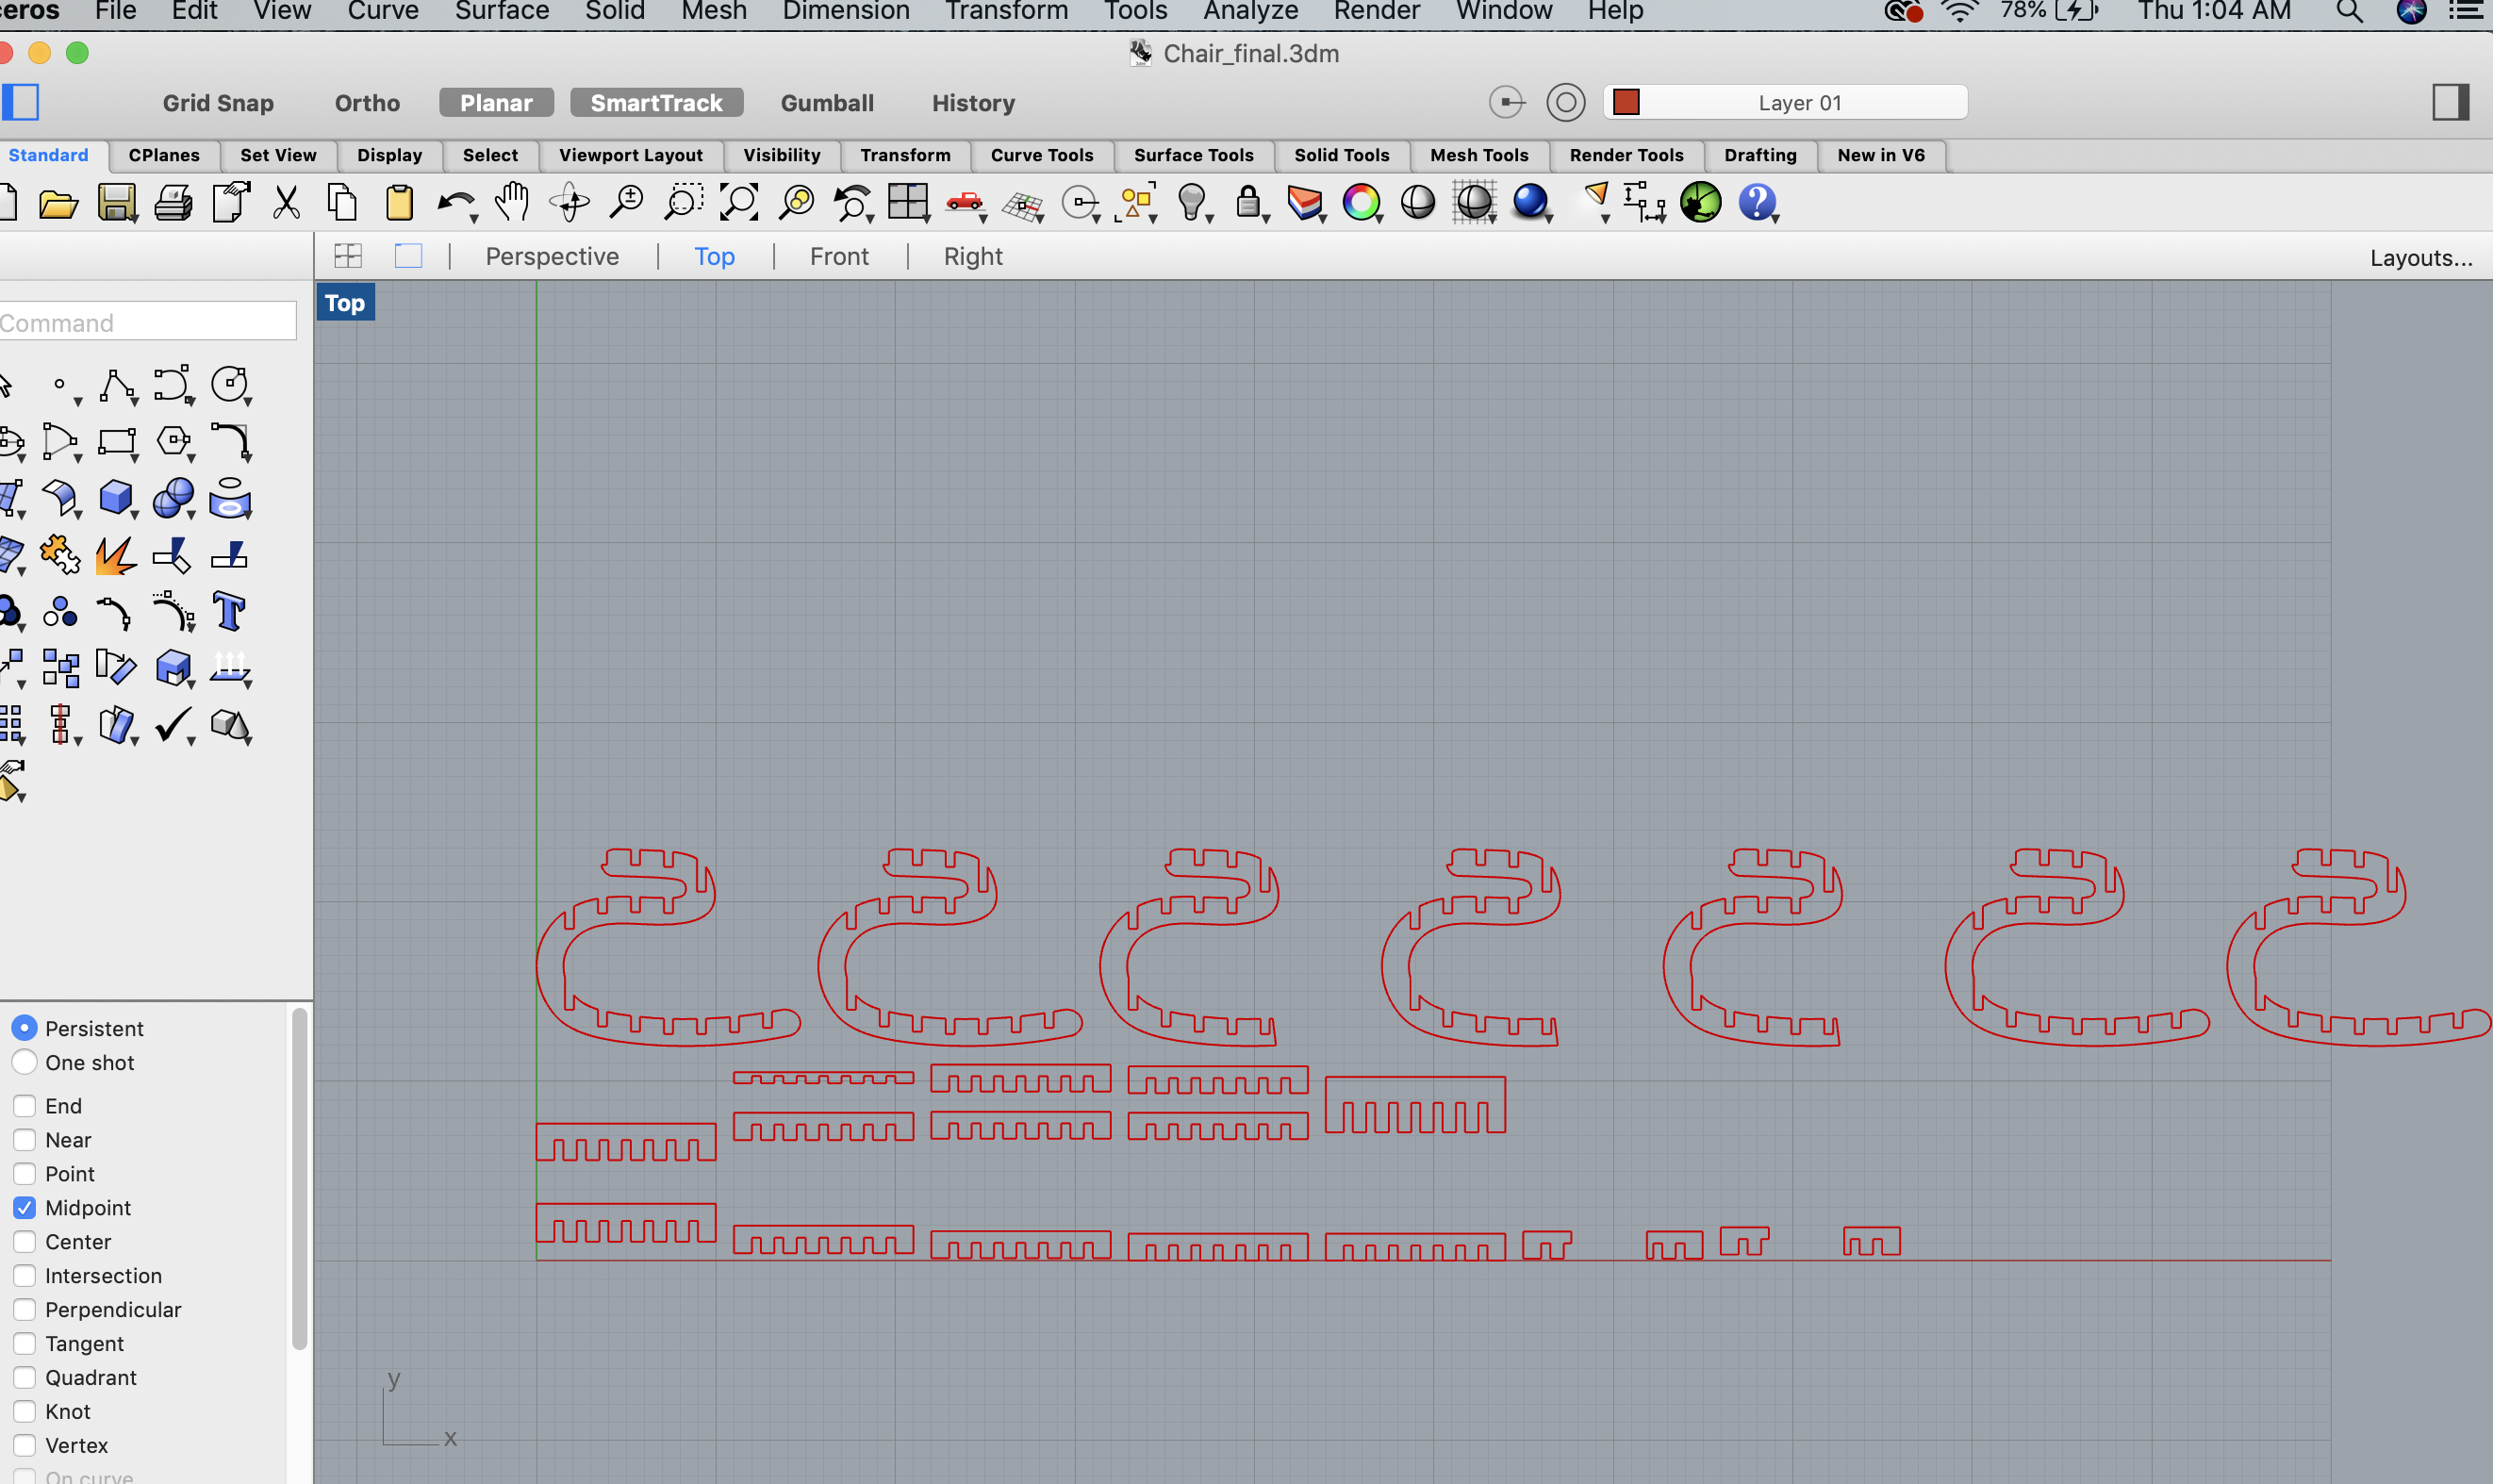 ceros File Edit View Curve Surface Solid Mesh Dimension Transform Tools Analyze Render Window Help 78% Thu 1:04 AM
Chair_final.3dm
Grid Snap Ortho Planar SmartTrack Gumball History Layer 01
Standard CPlanes Set View Display Select Viewport Layout Visibility Transform Curve Tools Surface Tools Solid Tools Mesh Tools Render Tools Drafting New in V6
Perspective Top Front Right Layouts...
Top
Command
Persistent
One shot
End
Near
Point
Midpoint
Center
Intersection
Perpendicular
Tangent
Quadrant
Knot
Vertex
On curve
y
x